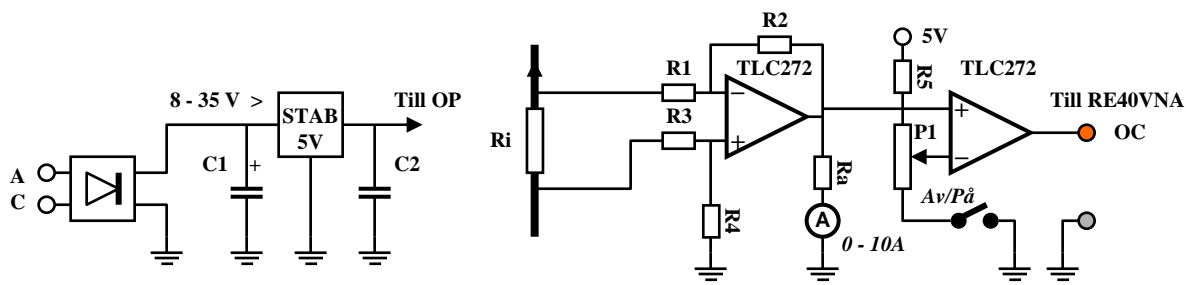 8 - 35 V >
STAB
5V
Till OP
A
C
C1
+
C2
Ri
R1
R3
R2
TLC272
−
+
R4
Ra
A
0 - 10A
5V
R5
P1
TLC272
+
−
Av/På
Till RE40VNA
OC